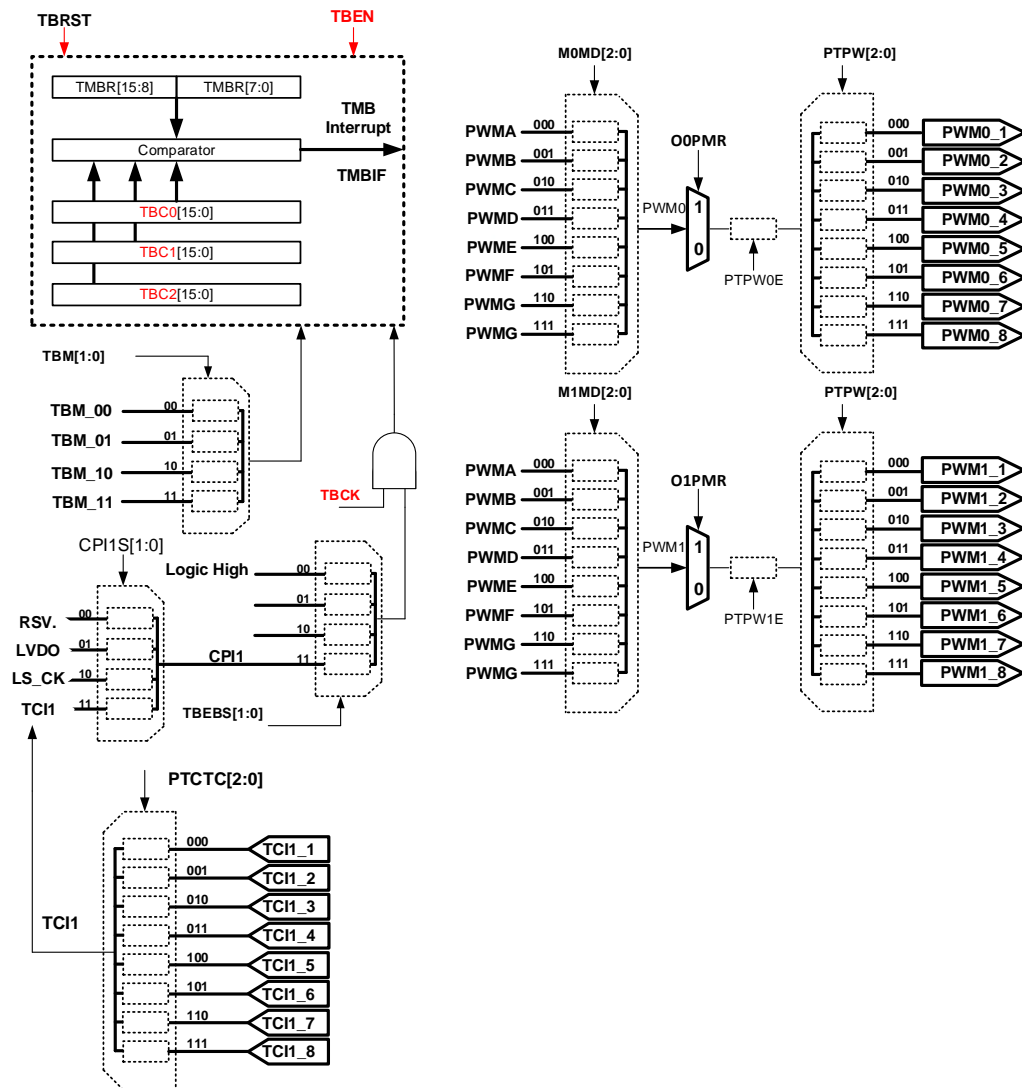 TBRST
TBEN
TMBR[15:8]
TMBR[7:0]
TMB
Interrupt
Comparator
TMBIF
TBC0[15:0]
TBC1[15:0]
TBC2[15:0]
TBM[1:0]
TBM_00
00
TBM_01
01
TBM_10
10
TBM_11
11
TBCK
CPI1S[1:0]
RSV.
00
LVDO
01
LS_CK
10
TCI1
11
CPI1
Logic High
00
01
10
11
TBEBS[1:0]
PTCTC[2:0]
TCI1
000
TCI1_1
001
TCI1_2
010
TCI1_3
011
TCI1_4
100
TCI1_5
101
TCI1_6
110
TCI1_7
111
TCI1_8
M0MD[2:0]
PWMA
000
PWMB
001
PWMC
010
PWMD
011
PWME
100
PWMF
101
PWMG
110
PWMG
111
O0PMR
PWM0
1
0
PTPW0E
PTPW[2:0]
000
PWM0_1
001
PWM0_2
010
PWM0_3
011
PWM0_4
100
PWM0_5
101
PWM0_6
110
PWM0_7
111
PWM0_8
M1MD[2:0]
PWMA
000
PWMB
001
PWMC
010
PWMD
011
PWME
100
PWMF
101
PWMG
110
PWMG
111
O1PMR
PWM1
1
0
PTPW1E
PTPW[2:0]
000
PWM1_1
001
PWM1_2
010
PWM1_3
011
PWM1_4
100
PWM1_5
101
PWM1_6
110
PWM1_7
111
PWM1_8